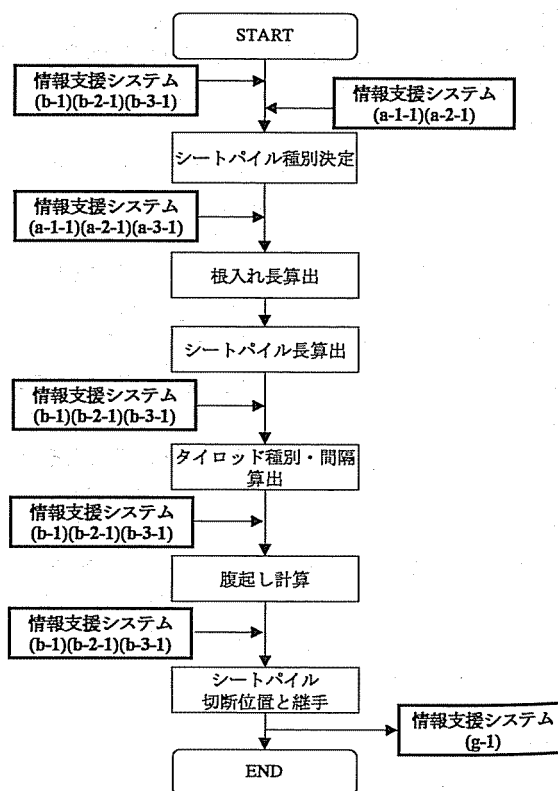 START
情報支援システム
(b-1)(b-2-1)(b-3-1)
情報支援システム
(a-1-1)(a-2-1)
シートパイル種別決定
情報支援システム
(a-1-1)(a-2-1)(a-3-1)
根入れ長算出
シートパイル長算出
情報支援システム
(b-1)(b-2-1)(b-3-1)
タイロッド種別・間隔
算出
情報支援システム
(b-1)(b-2-1)(b-3-1)
腹起し計算
情報支援システム
(b-1)(b-2-1)(b-3-1)
シートパイル
切断位置と継手
情報支援システム
(g-1)
END